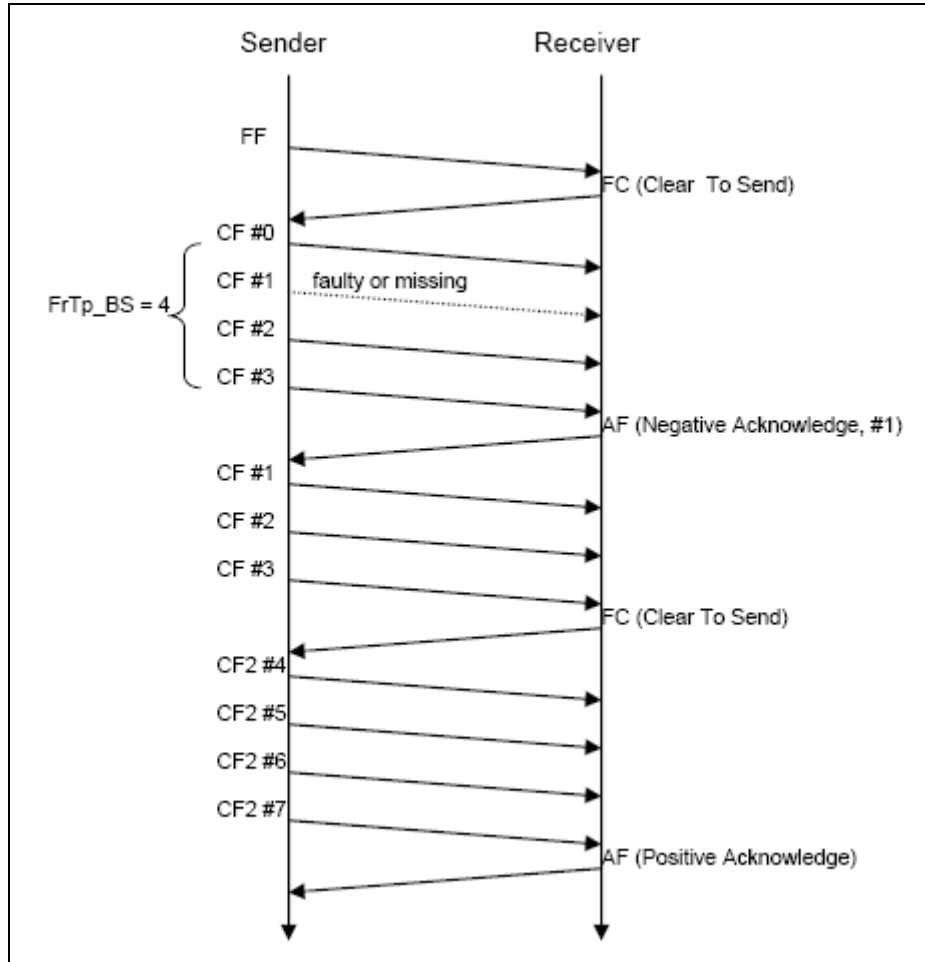 Sender Receiver
FF
FC (Clear To Send)
CF #0
CF #1 faulty or missing
FrTp_BS = 4
CF #2
CF #3
AF (Negative Acknowledge, #1)
CF #1
CF #2
CF #3
FC (Clear To Send)
CF2 #4
CF2 #5
CF2 #6
CF2 #7
AF (Positive Acknowledge)